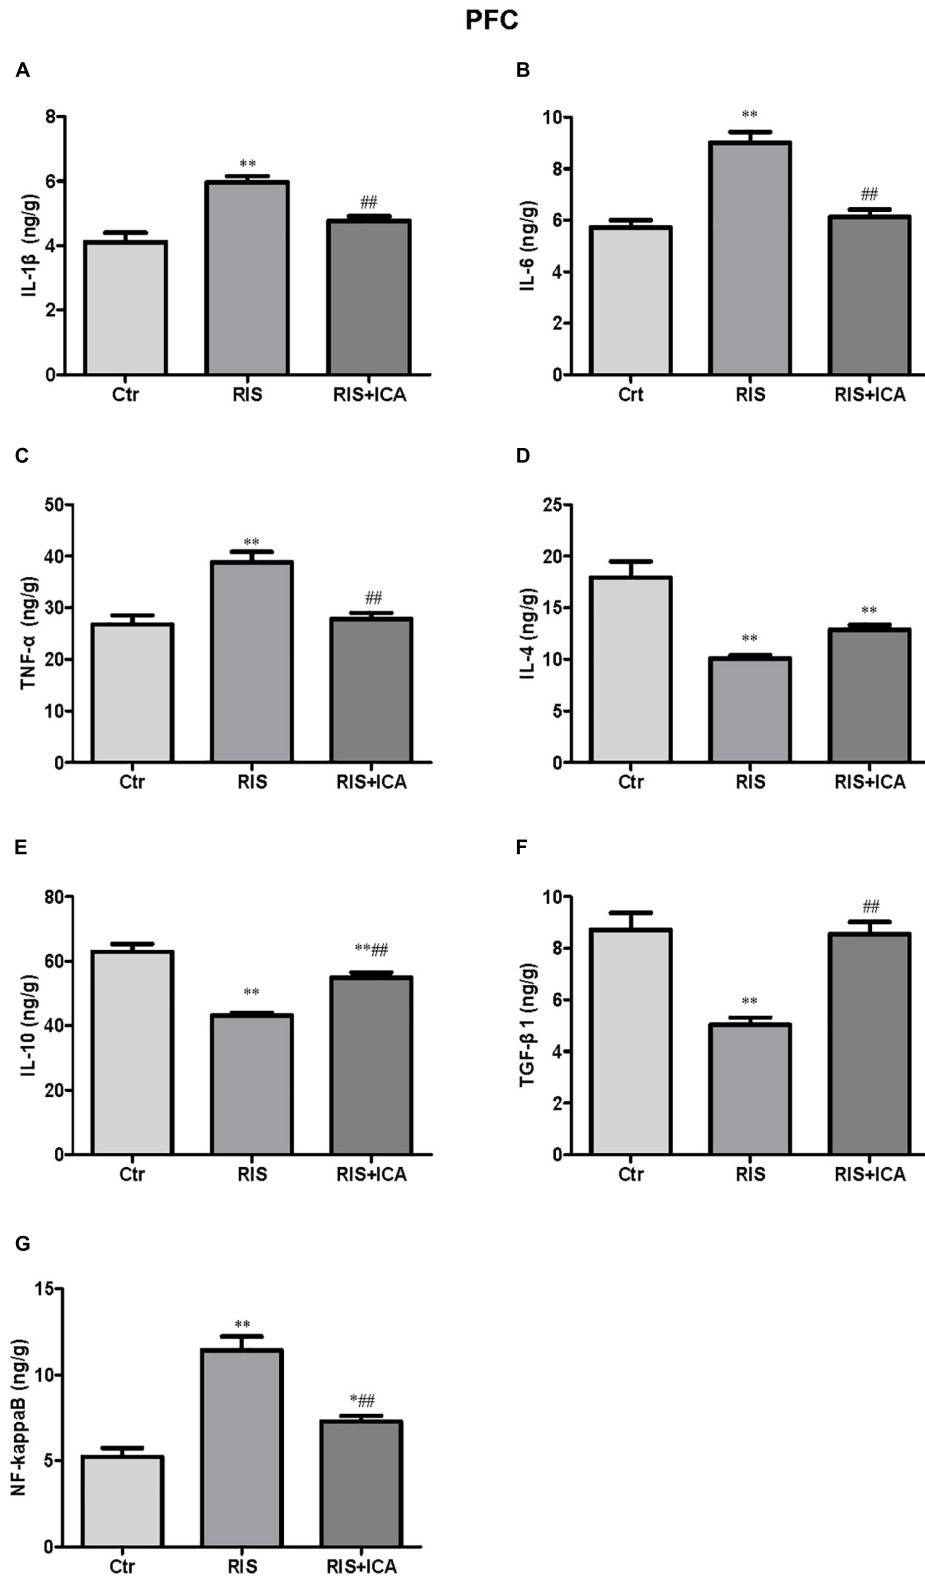 PFC
A
8
6
4
2
0
IL-1β (ng/g)
**
##
Ctr RIS RIS+ICA
B
10
8
6
4
2
0
IL-6 (ng/g)
**
##
Crt RIS RIS+ICA
C
50
40
30
20
10
0
TNF-α (ng/g)
**
##
Ctr RIS RIS+ICA
D
25
20
15
10
5
0
IL-4 (ng/g)
**
**
Ctr RIS RIS+ICA
E
80
60
40
20
0
IL-10 (ng/g)
**
**##
Ctr RIS RIS+ICA
F
10
8
6
4
2
0
TGF-β 1 (ng/g)
**
##
Ctr RIS RIS+ICA
G
15
10
5
0
NF-kappaB (ng/g)
**
*##
Ctr RIS RIS+ICA